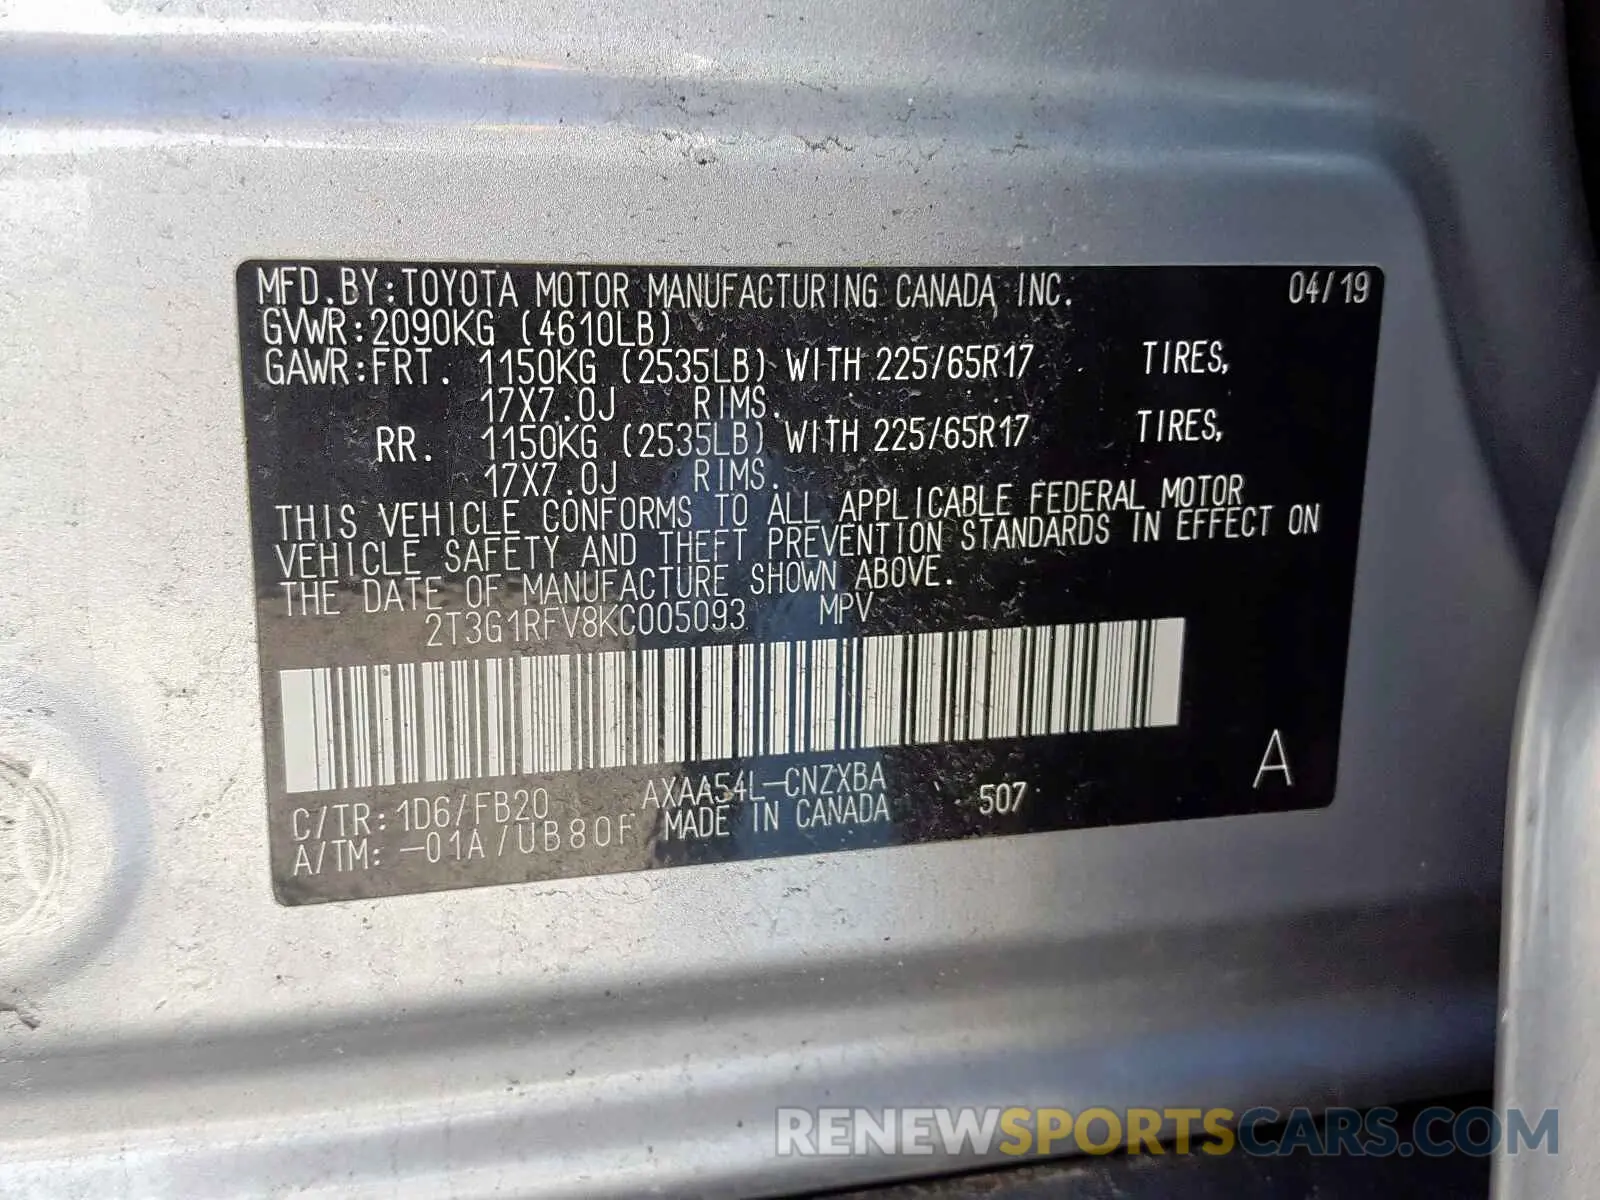 MFD.BY:TOYOTA MOTOR MANUFACTURING CANADA INC. 04/19
GVWR:2090KG (4610LB)
GAWR:FRT. 1150KG (2535LB) WITH 225/65R17 TIRES,
17X7.0J RIMS.
RR. 1150KG (2535LB) WITH 225/65R17 TIRES,
17X7.0J RIMS.
THIS VEHICLE CONFORMS TO ALL APPLICABLE FEDERAL MOTOR
VEHICLE SAFETY AND THEFT PREVENTION STANDARDS IN EFFECT ON
THE DATE OF MANUFACTURE SHOWN ABOVE.
2T3G1RFV8KC005093 MPV
A
C/TR:1D6/FB20 AXAA54L-CNZXBA 507
A/TM:-01A/UB80F MADE IN CANADA
RENEWSPORTSCARS.COM